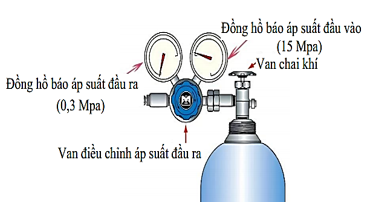 Đồng hồ báo áp suất đầu vào
(15 Mpa)
Van chai khí
Đồng hồ báo áp suất đầu ra
(0,3 Mpa)
Van điều chỉnh áp suất đầu ra